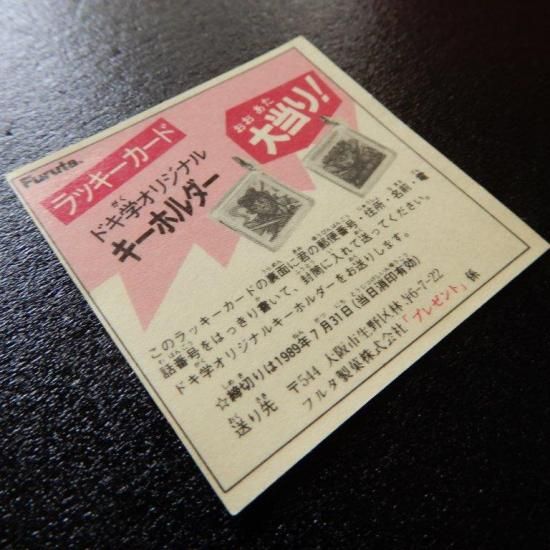 Furuta
ラッキーカード
ドキ学オリジナル
がく
キーホルダー
おおあた
大当り!
このラッキーカードの裏面に君の郵便番号・住所・名前・電
話番号をはっきり書いて、封筒に入れて送ってください。
ドキ学オリジナルキーホルダーをお送りします。
☆締切りは1989年7月31日(当日消印有効)
送り先 〒544 大阪市生野区林寺6-7-22
フルタ製菓株式会社「プレゼント」係